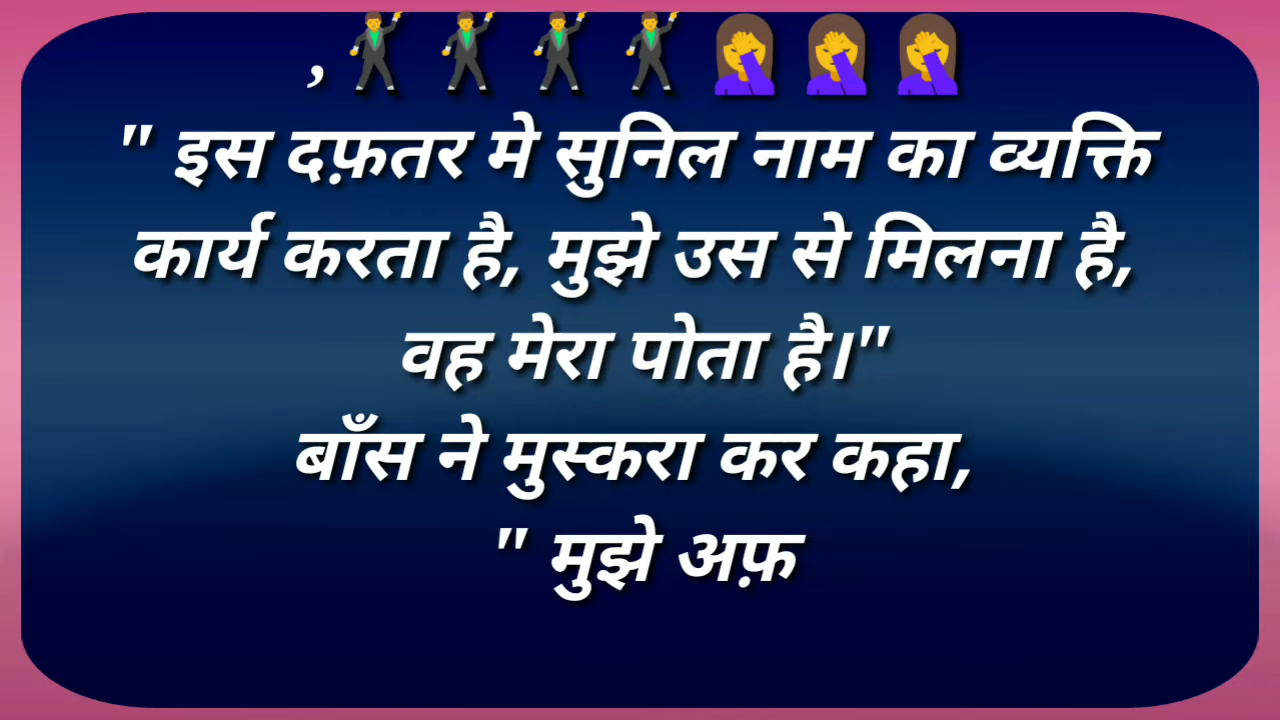 ,🕺🕺🕺🕺🤦‍♀️🤦‍♀️🤦‍♀️
" इस दफ़तर मे सुनिल नाम का व्यक्ति
कार्य करता है, मुझे उस से मिलना है,
वह मेरा पोता है।"
बाँस ने मुस्करा कर कहा,
" मुझे अफ़